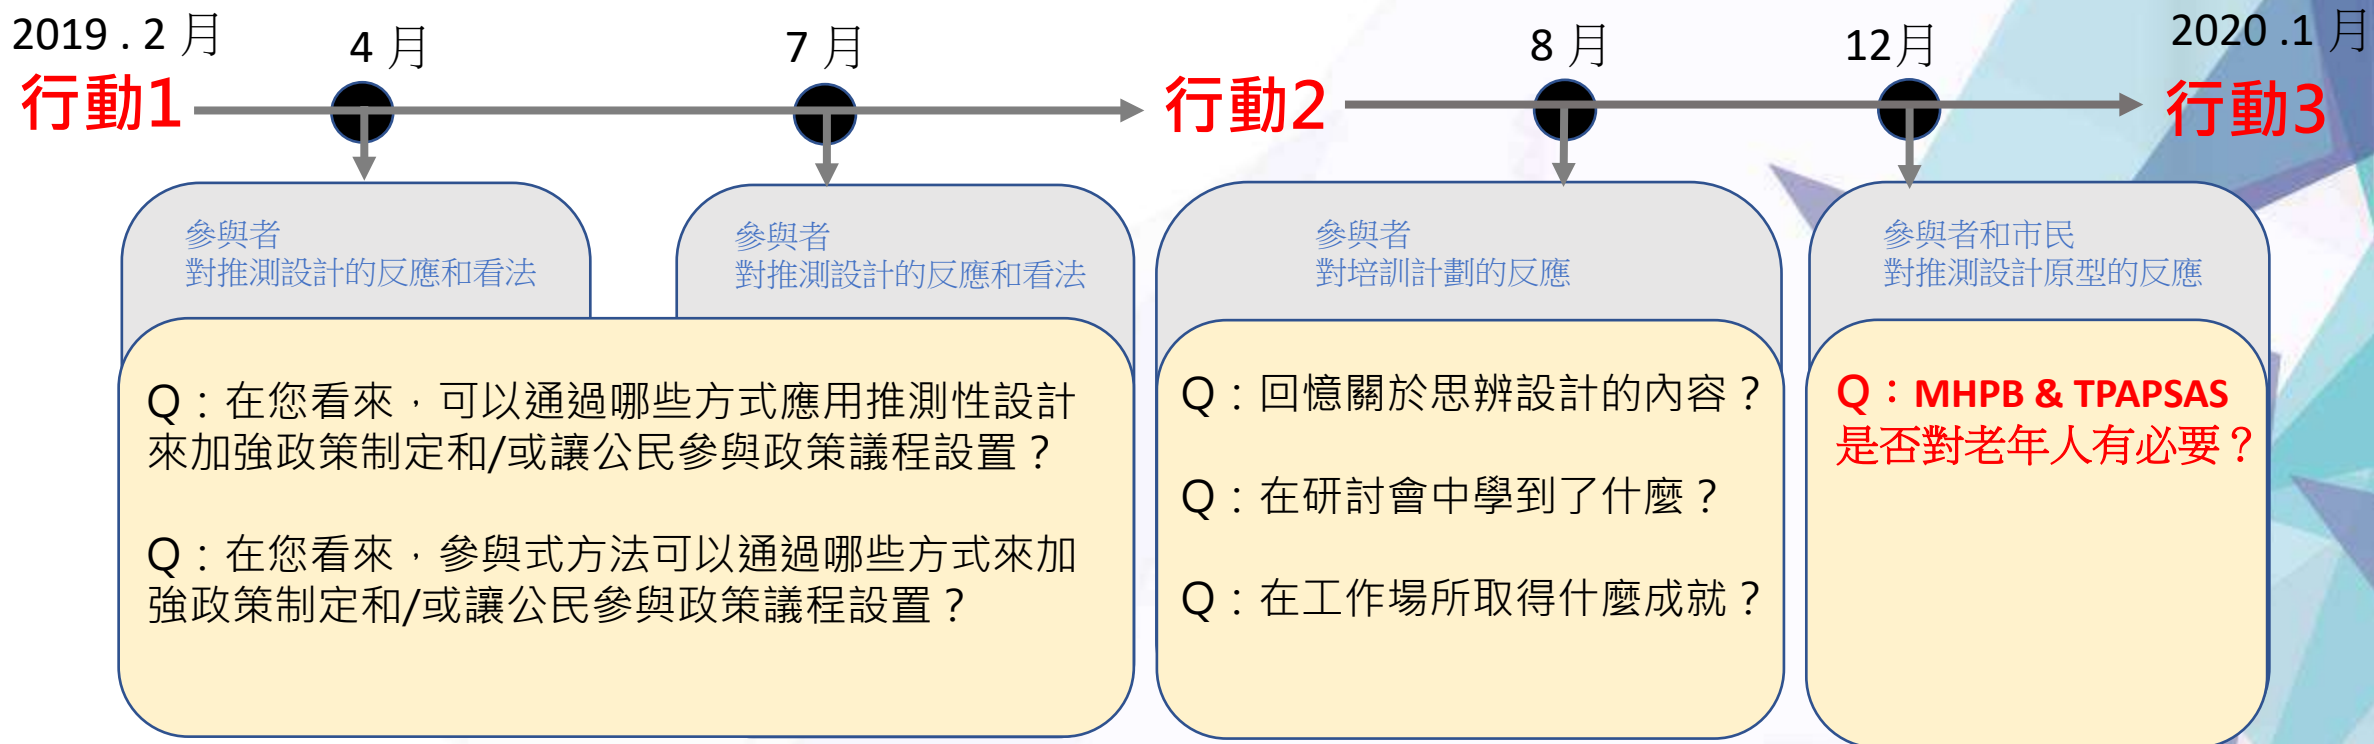 2019 . 2 月
4 月
7 月
8 月
12月
2020 .1 月
行動1
行動2
行動3
參與者
對推測設計的反應和看法
參與者
對推測設計的反應和看法
參與者
對培訓計劃的反應
參與者和市民
對推測設計原型的反應
Q：在您看來，可以通過哪些方式應用推測性設計
來加強政策制定和/或讓公民參與政策議程設置？
Q：在您看來，參與式方法可以通過哪些方式來加
強政策制定和/或讓公民參與政策議程設置？
Q：回憶關於思辨設計的內容？
Q：在研討會中學到了什麼？
Q：在工作場所取得什麼成就？
Q：MHPB & TPAPSAS
是否對老年人有必要？